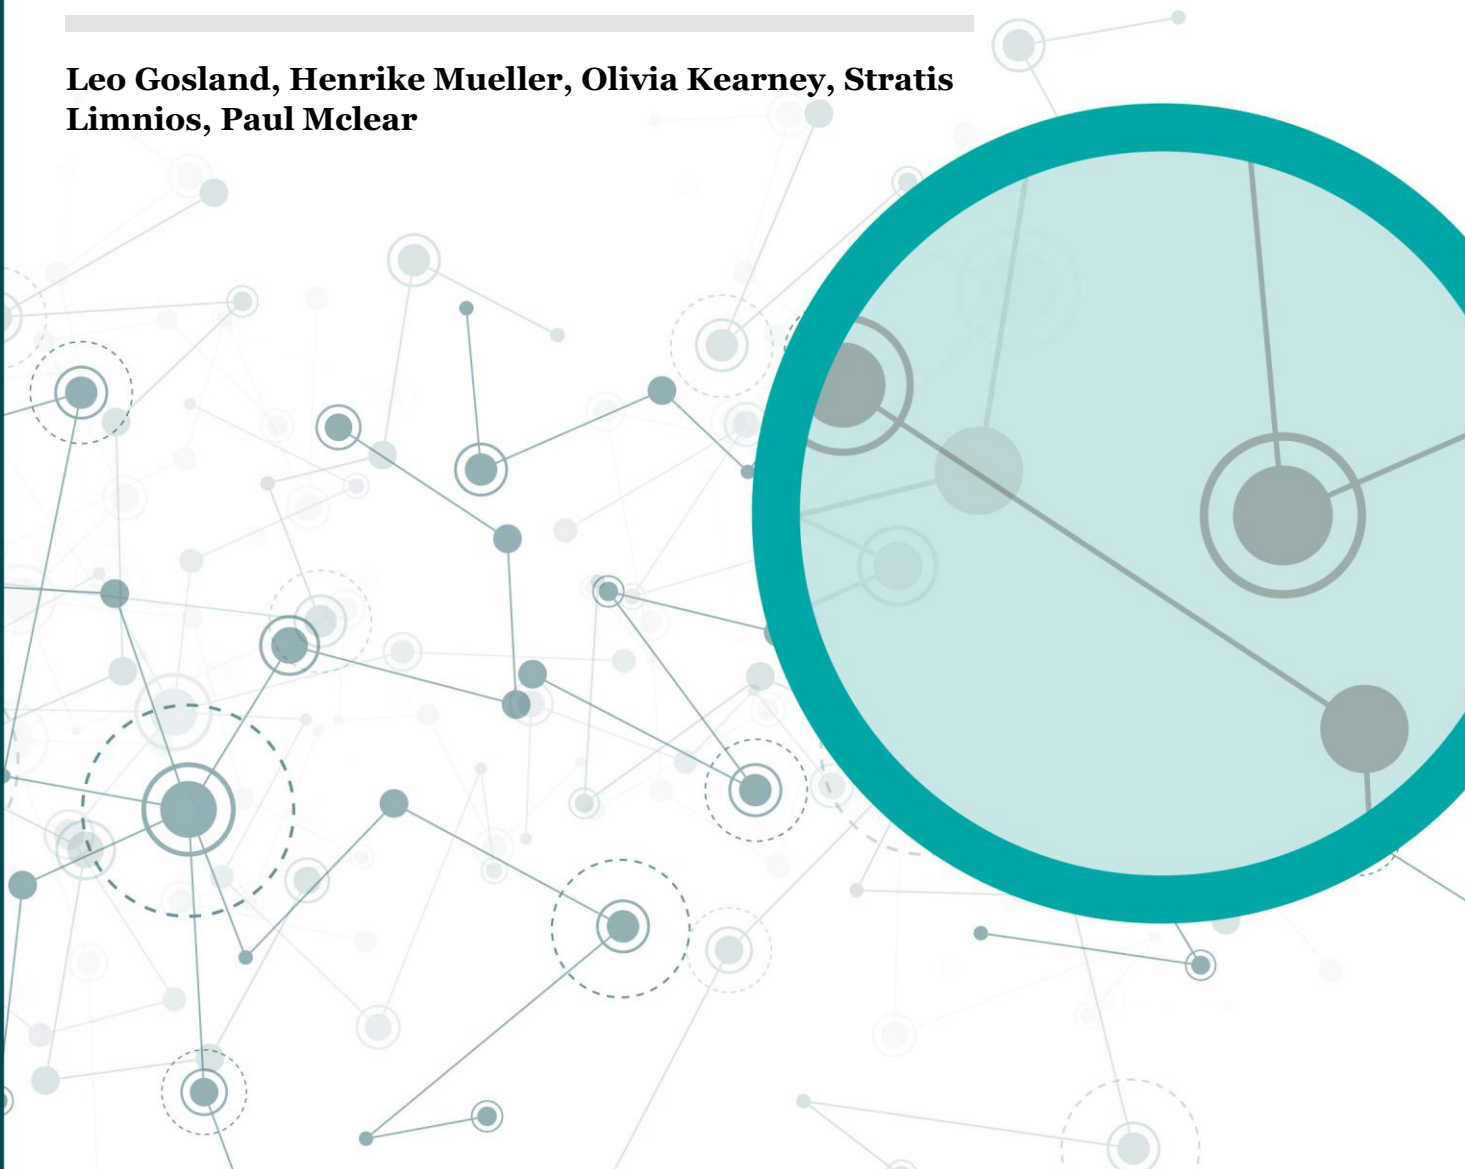 Leo Gosland, Henrike Mueller, Olivia Kearney, Stratis
Limnios, Paul Mclear